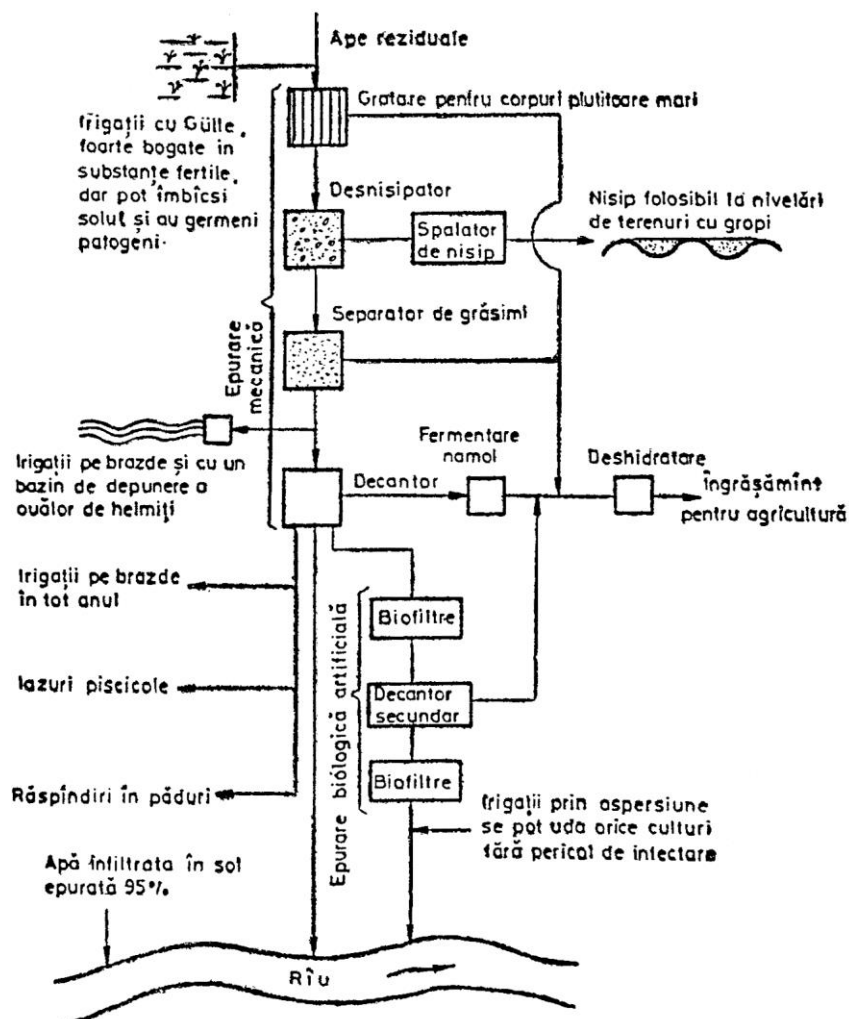 Ape reziduale
Gratare pentru corpuri plutitoare mari
Irigații cu Gülle,
foarte bogate in
substanțe fertile,
dar pot îmbîcsi
solul și au germeni
patogeni.
Desnisipator
Spalator
de nisip
Nisip folosibil la nivelări
de terenuri cu gropi
Separator de grăsimi
Epurare
mecanică
Irigații pe brazde și cu un
bazin de depunere a
ouălor de helmiți
Decantor
Fermentare
namol
Deshidratare
Îngrășămînt
pentru agricultură
Irigații pe brazde
în tot anul
Iazuri piscicole
Răspîndiri în păduri
Epurare biologică artificială
Biofiltre
Decantor
secundar
Biofiltre
Irigații prin aspersiune
se pot uda orice culturi
fără pericol de infectare
Apă infiltrata în sol
epurată 95%
Rîu